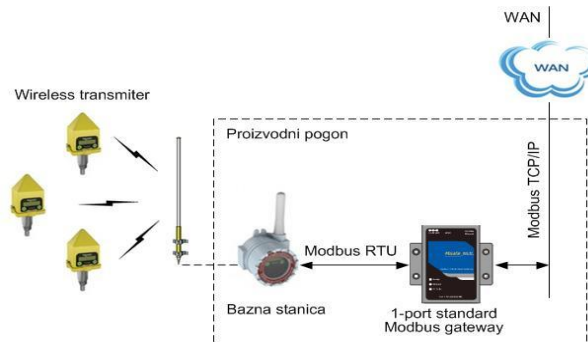 WAN
WAN
Wireless transmiter
Proizvodni pogon
Modbus TCP/IP
Modbus RTU
Bazna stanica
1-port standard
Modbus gateway